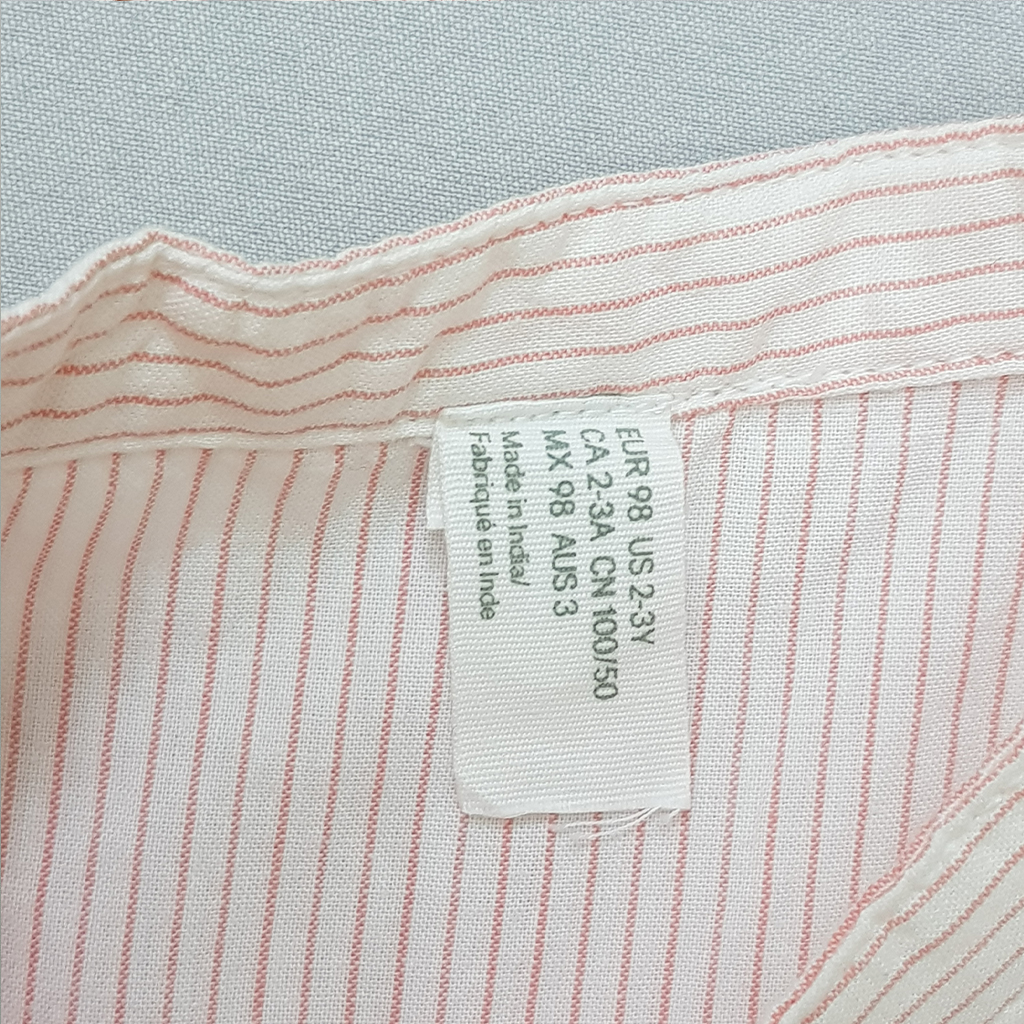 EUR 98 US 2-3Y
CA 2-3A CN 100/50
MX 98 AUS 3
Made in India/
Fabriqué en Inde